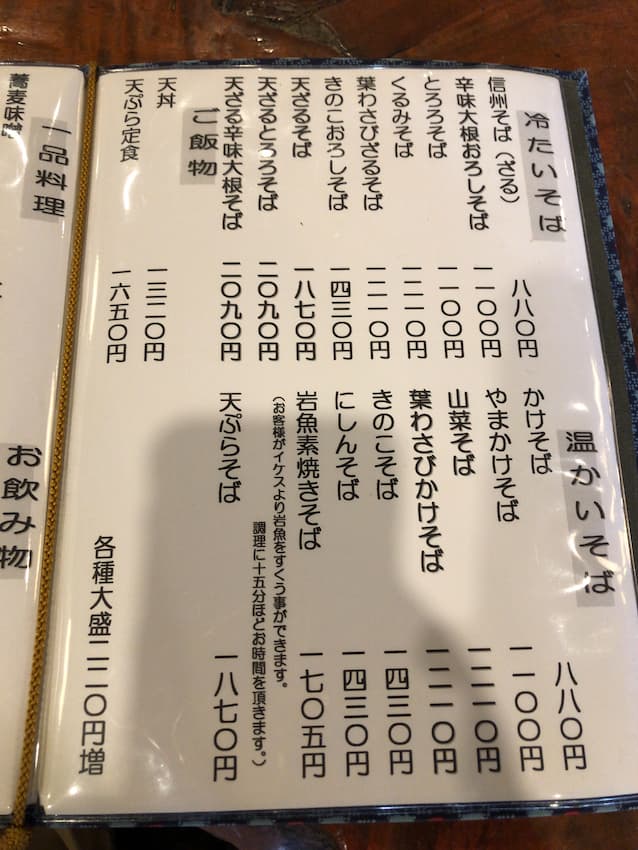 冷たいそば
信州そば(ざる) 八八〇円
辛味大根おろしそば 一一〇〇円
とろろそば 一一〇〇円
くるみそば 一二一〇円
葉わさびざるそば 一二一〇円
きのこおろしそば 一四三〇円
天ざるそば 一八七〇円
天ざるとろろそば 二〇九〇円
天ざる辛味大根そば 二〇九〇円
ご飯物
天丼 一三二〇円
天ぷら定食 一六五〇円
温かいそば
かけそば 八八〇円
やまかけそば 一一〇〇円
山菜そば 一二一〇円
葉わさびかけそば 一二一〇円
きのこそば 一四三〇円
にしんそば 一四三〇円
岩魚素焼きそば 一七〇五円
(お客様がイケスより岩魚をすくう事ができます。
調理に十五分ほどお時間を頂きます。)
天ぷらそば 一八七〇円
各種大盛二二〇円増
一品料理
蕎麦味噌
お飲み物